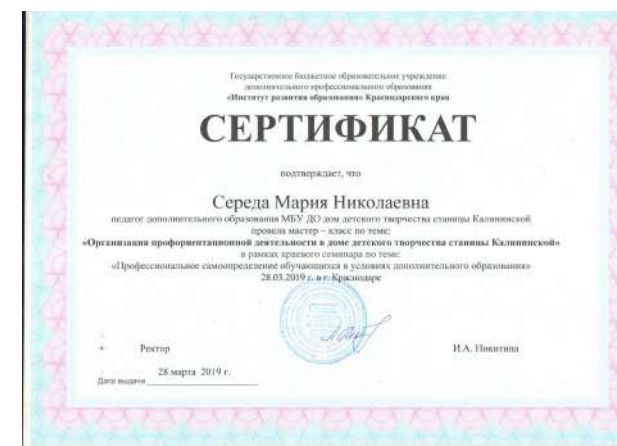 Государственное бюджетное образовательное учреждение
дополнительного профессионального образования
«Институт развития образования» Краснодарского края
СЕРТИФИКАТ
подтверждает, что
Середа Мария Николаевна
педагог дополнительного образования МБУ ДО дом детского творчества станицы Калининской
провела мастер – класс по теме:
«Организация профориентационной деятельности в доме детского творчества станицы Калининской»
в рамках краевого семинара по теме:
«Профессиональное самоопределение обучающихся в условиях дополнительного образования»
28.03.2019 г. в г. Краснодаре
Ректор И.А. Никитина
28 марта 2019 г.
Дата выдачи